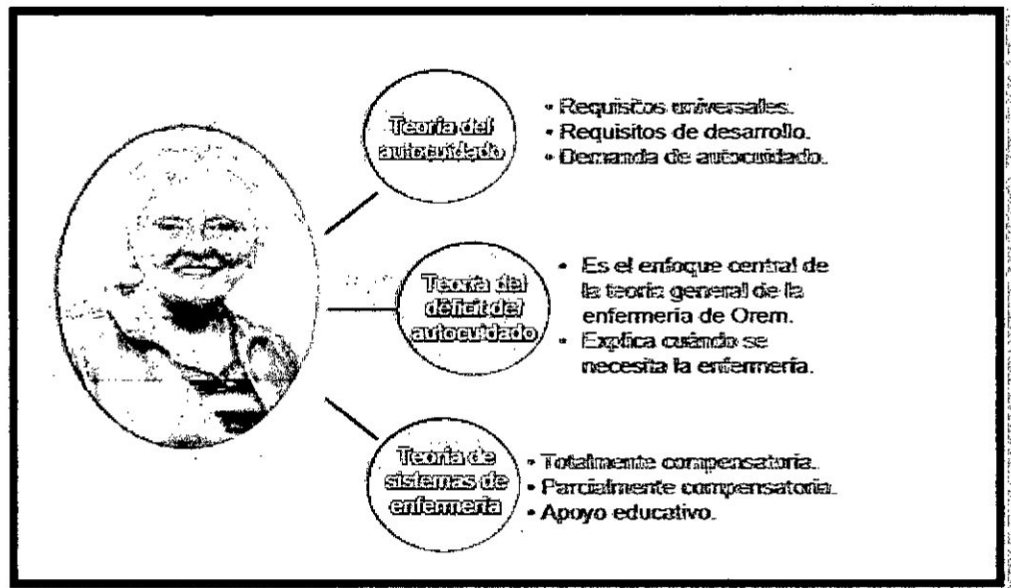 Teoría del
autocuidado
• Requisitos universales.
• Requisitos de desarrollo.
• Demanda de autocuidado.
Teoría del
déficit del
autocuidado
• Es el enfoque central de
la teoría general de la
enfermería de Orem.
• Explica cuándo se
necesita la enfermería.
Teoría de
sistemas de
enfermería
• Totalmente compensatoria.
• Parcialmente compensatoria.
• Apoyo educativo.